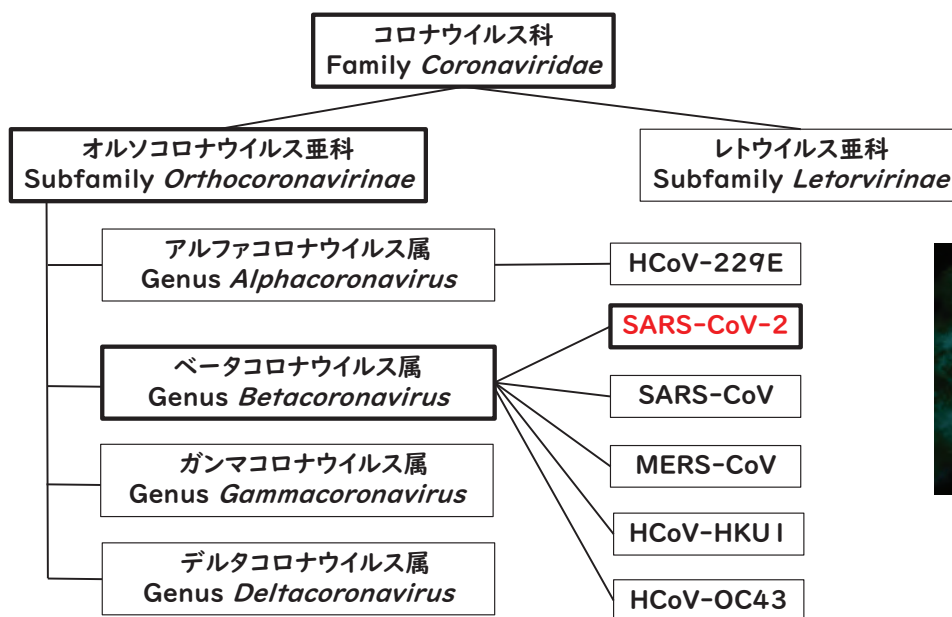 コロナウイルス科
Family Coronaviridae
オルソコロナウイルス亜科
Subfamily Orthocoronavirinae
レトウイルス亜科
Subfamily Letorvirinae
アルファコロナウイルス属
Genus Alphacoronavirus
HCoV-229E
SARS-CoV-2
ベータコロナウイルス属
Genus Betacoronavirus
SARS-CoV
MERS-CoV
ガンマコロナウイルス属
Genus Gammacoronavirus
HCoV-HKU1
デルタコロナウイルス属
Genus Deltacoronavirus
HCoV-OC43